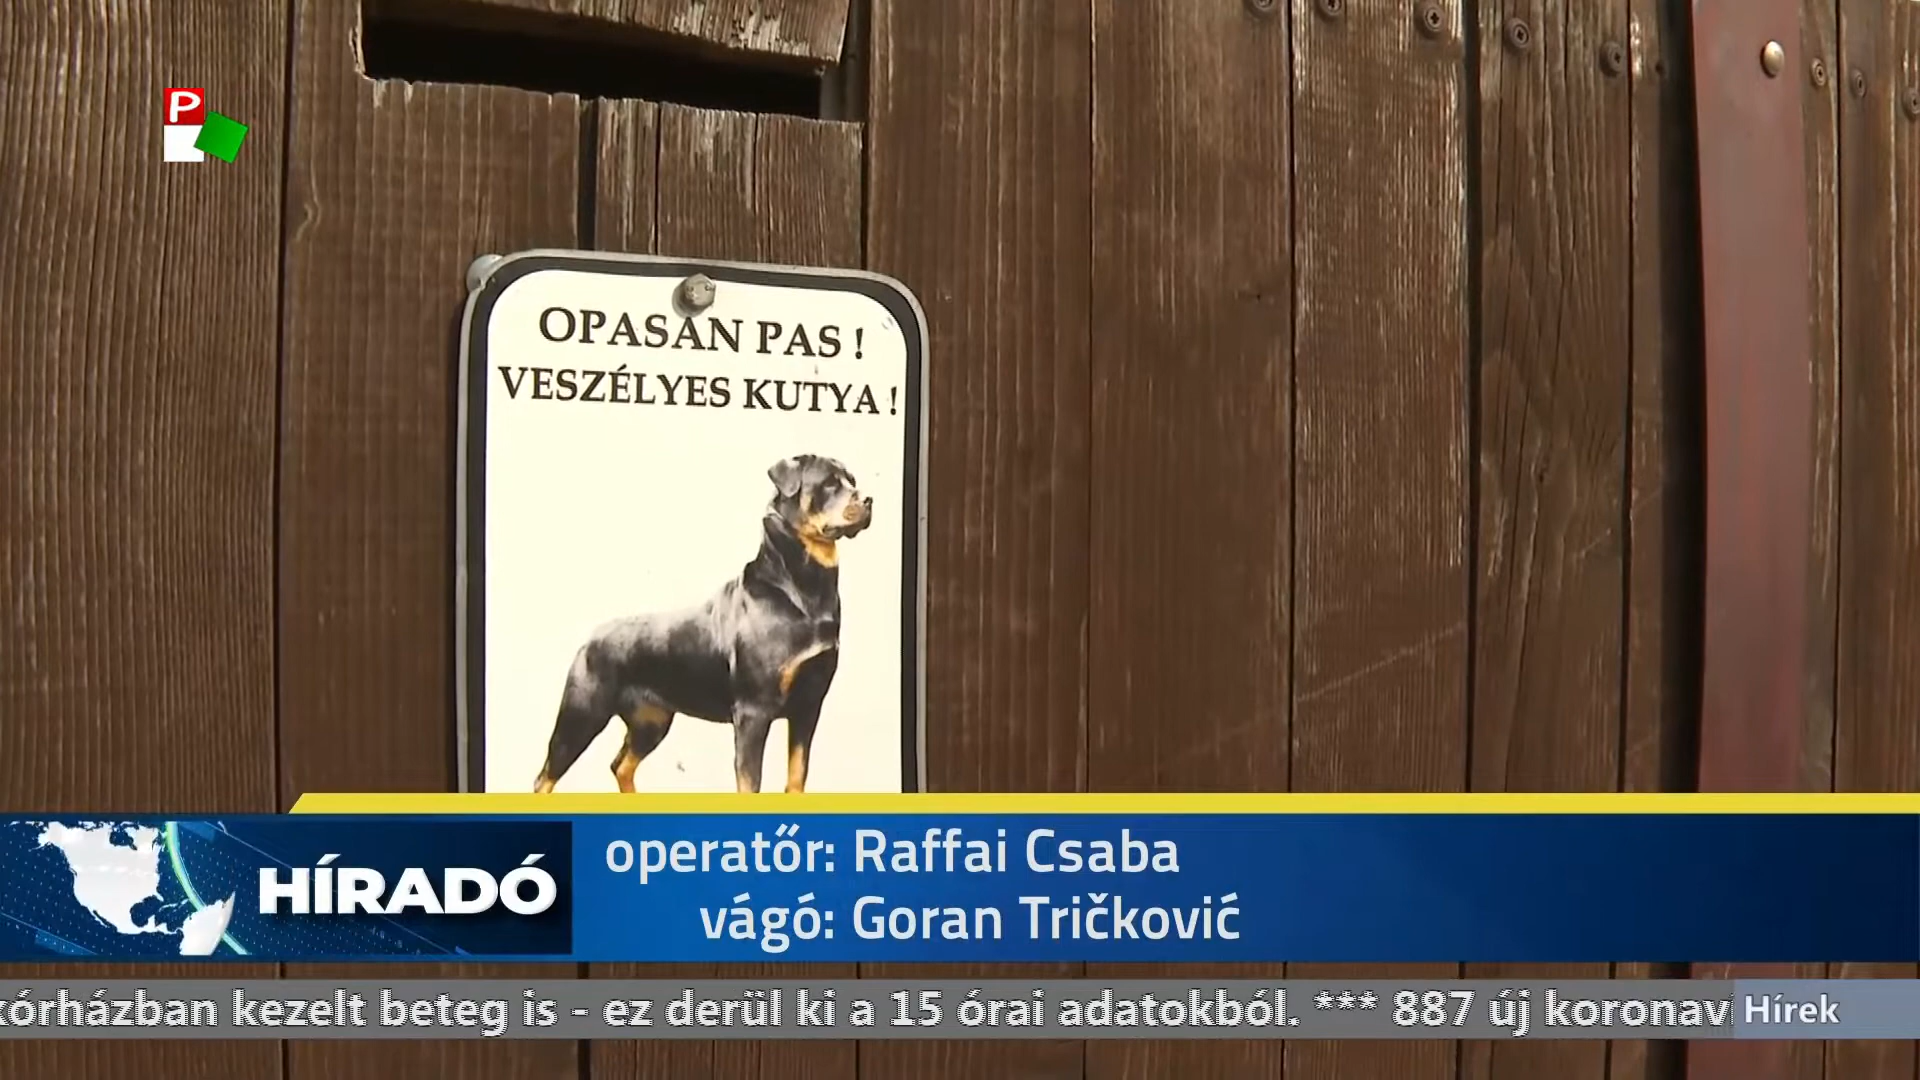 P
OPASAN PAS !
VESZÉLYES KUTYA !
HÍRADÓ
operatőr: Raffai Csaba
vágó: Goran Tričković
kórházban kezelt beteg is - ez derül ki a 15 órai adatokból. *** 887 új koronaví
Hírek